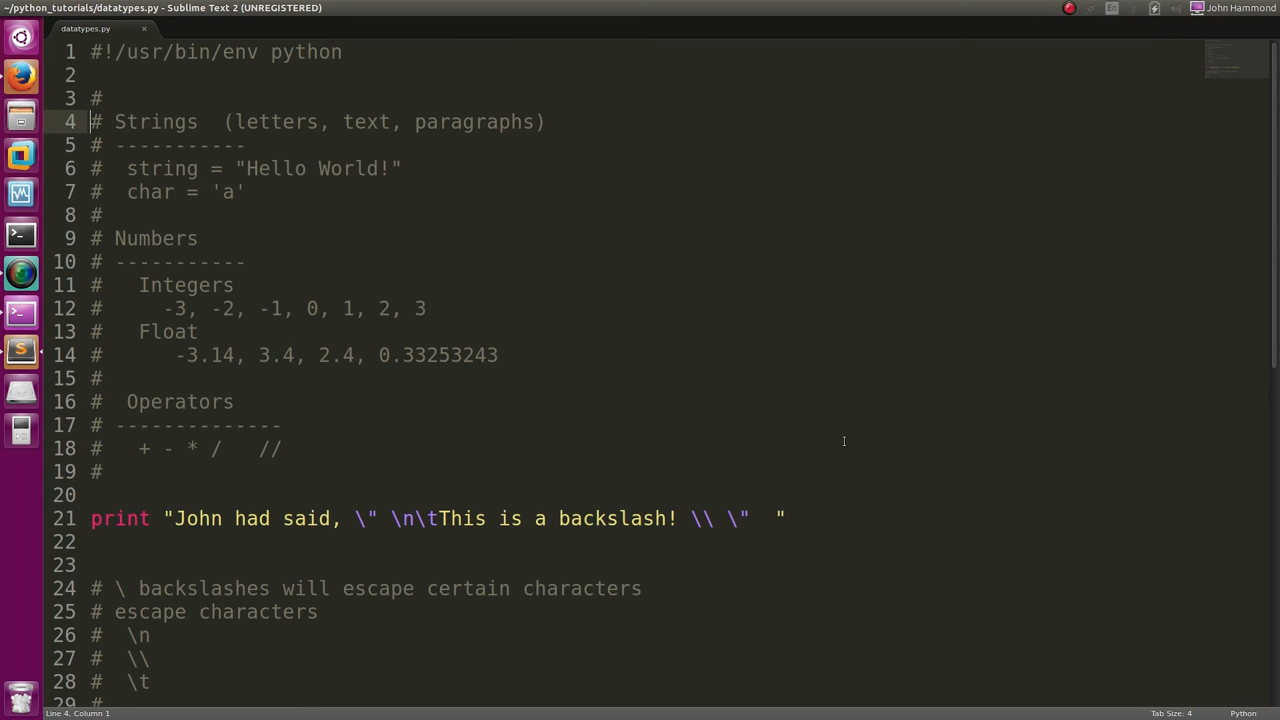 ~/python_tutorials/datatypes.py - Sublime Text 2 (UNREGISTERED)
En
John Hammond
datatypes.py ×
1 #!/usr/bin/env python
2
3 #
4 # Strings  (letters, text, paragraphs)
5 # -----------
6 #  string = "Hello World!"
7 #  char = 'a'
8 #
9 # Numbers
10 # -----------
11 #   Integers
12 #     -3, -2, -1, 0, 1, 2, 3
13 #   Float
14 #      -3.14, 3.4, 2.4, 0.33253243
15 #
16 #  Operators
17 # --------------
18 #   + - * /   //
19 #
20
21 print "John had said, \" \n\tThis is a backslash! \\ \"  "
22
23
24 # \ backslashes will escape certain characters
25 # escape characters
26 #  \n
27 #  \\
28 #  \t
29 #
Line 4, Column 1
Tab Size: 4
Python